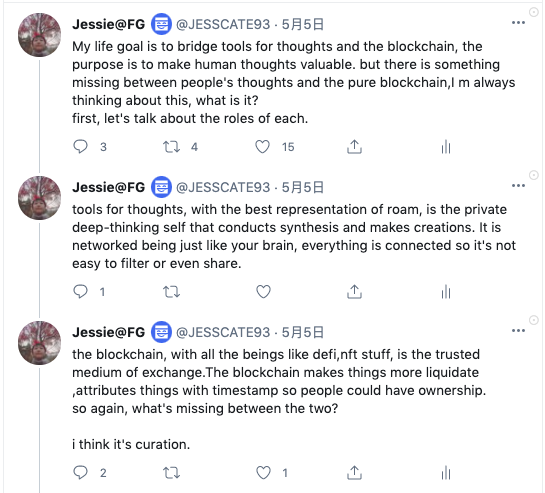 Jessie@FG @JESSCATE93 · 5月5日
My life goal is to bridge tools for thoughts and the blockchain, the
purpose is to make human thoughts valuable. but there is something
missing between people's thoughts and the pure blockchain,I m always
thinking about this, what is it?
first, let's talk about the roles of each.
3 4 15
Jessie@FG @JESSCATE93 · 5月5日
tools for thoughts, with the best representation of roam, is the private
deep-thinking self that conducts synthesis and makes creations. It is
networked being just like your brain, everything is connected so it's not
easy to filter or even share.
1
Jessie@FG @JESSCATE93 · 5月5日
the blockchain, with all the beings like defi,nft stuff, is the trusted
medium of exchange.The blockchain makes things more liquidate
,attributes things with timestamp so people could have ownership.
so again, what's missing between the two?
i think it's curation.
2 1